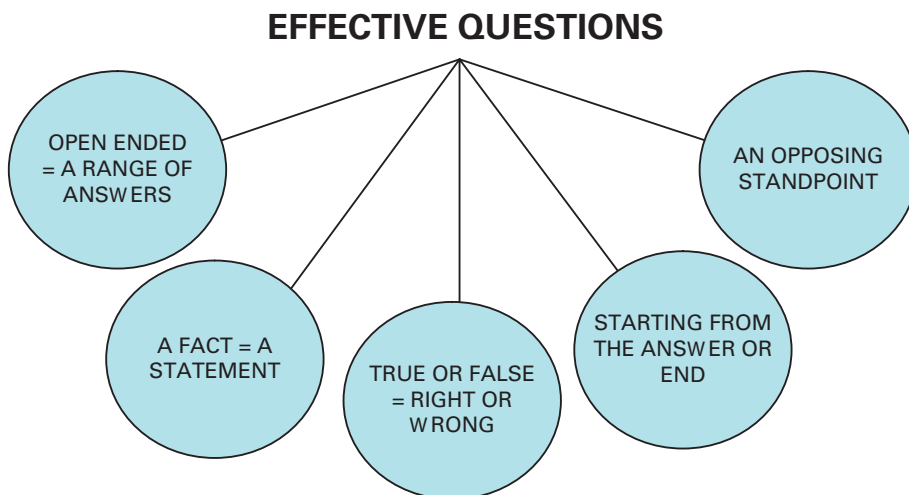 EFFECTIVE QUESTIONS
OPEN ENDED
= A RANGE OF
ANSWERS
A FACT = A
STATEMENT
TRUE OR FALSE
= RIGHT OR
WRONG
STARTING FROM
THE ANSWER OR
END
AN OPPOSING
STANDPOINT